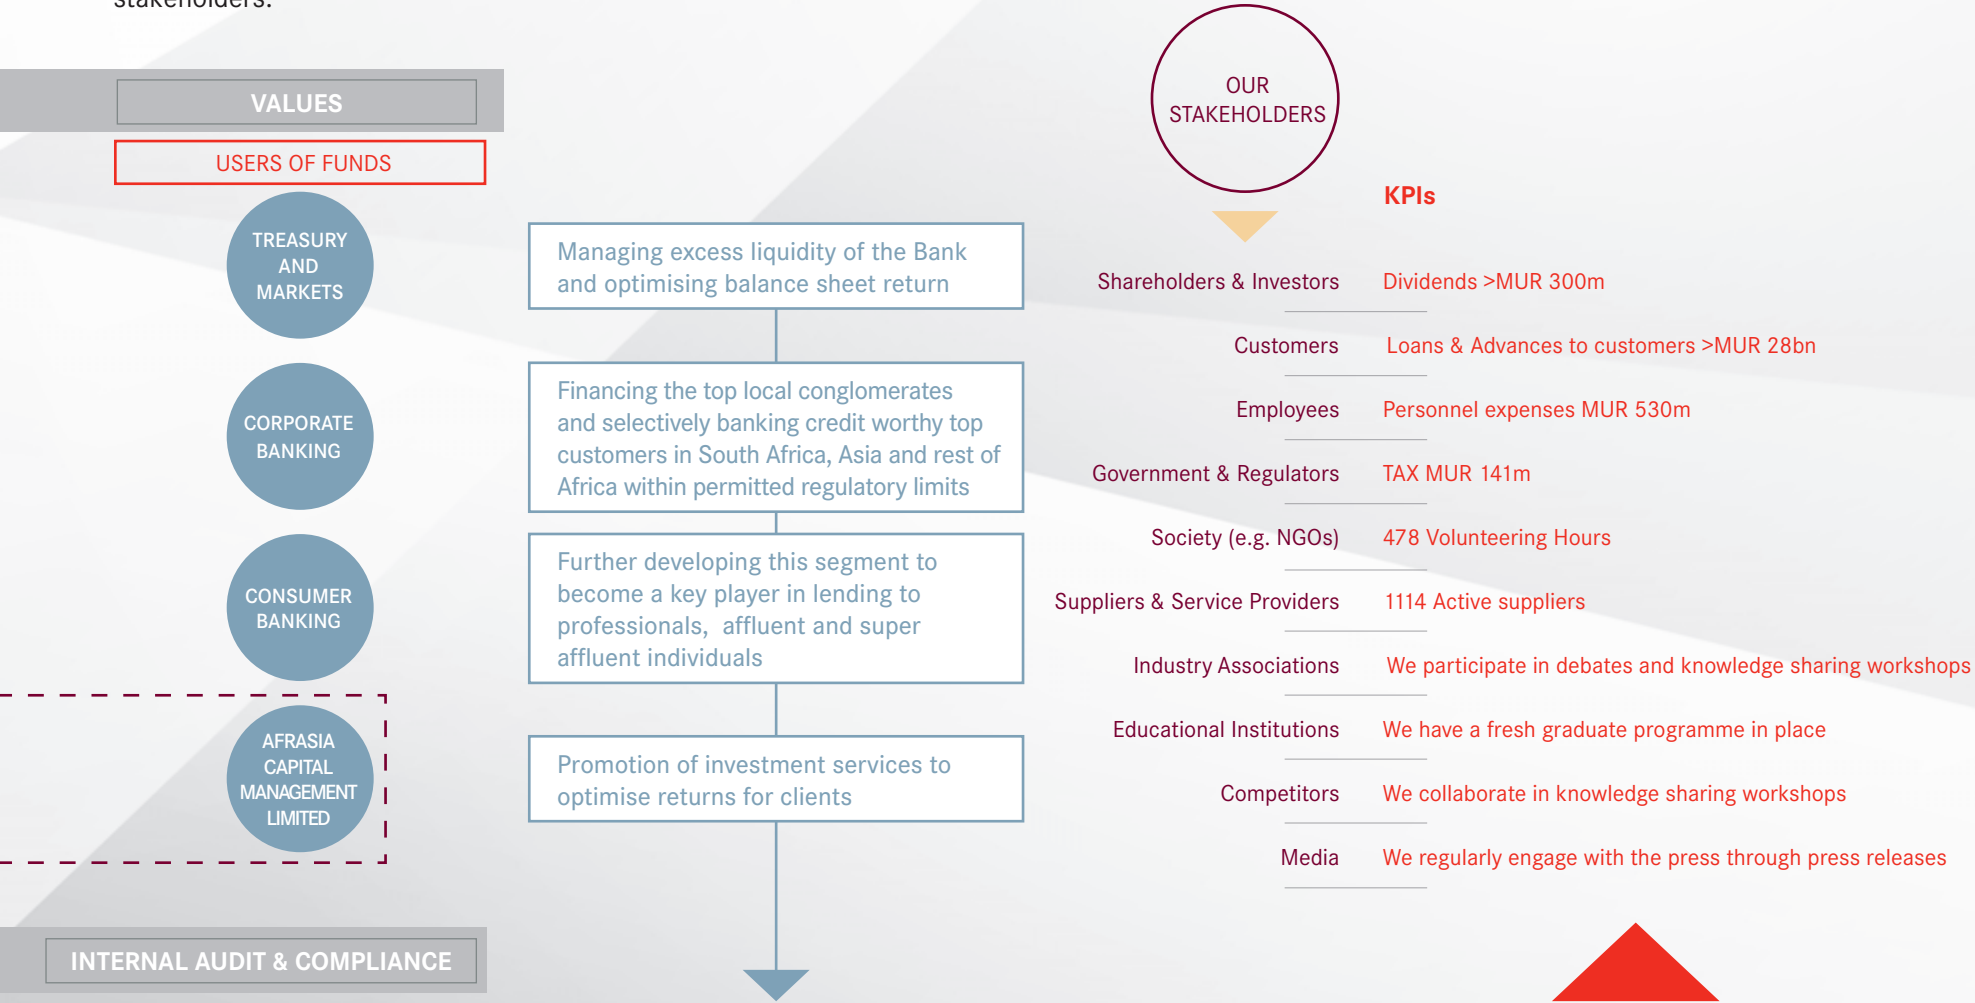 stakeholders.
VALUES
USERS OF FUNDS
TREASURY
AND
MARKETS
Managing excess liquidity of the Bank
and optimising balance sheet return
CORPORATE
BANKING
Financing the top local conglomerates
and selectively banking credit worthy top
customers in South Africa, Asia and rest of
Africa within permitted regulatory limits
CONSUMER
BANKING
Further developing this segment to
become a key player in lending to
professionals, affluent and super
affluent individuals
AFRASIA
CAPITAL
MANAGEMENT
LIMITED
Promotion of investment services to
optimise returns for clients
INTERNAL AUDIT & COMPLIANCE
OUR
STAKEHOLDERS
KPIs
Shareholders & Investors Dividends >MUR 300m
Customers Loans & Advances to customers >MUR 28bn
Employees Personnel expenses MUR 530m
Government & Regulators TAX MUR 141m
Society (e.g. NGOs) 478 Volunteering Hours
Suppliers & Service Providers 1114 Active suppliers
Industry Associations We participate in debates and knowledge sharing workshops
Educational Institutions We have a fresh graduate programme in place
Competitors We collaborate in knowledge sharing workshops
Media We regularly engage with the press through press releases